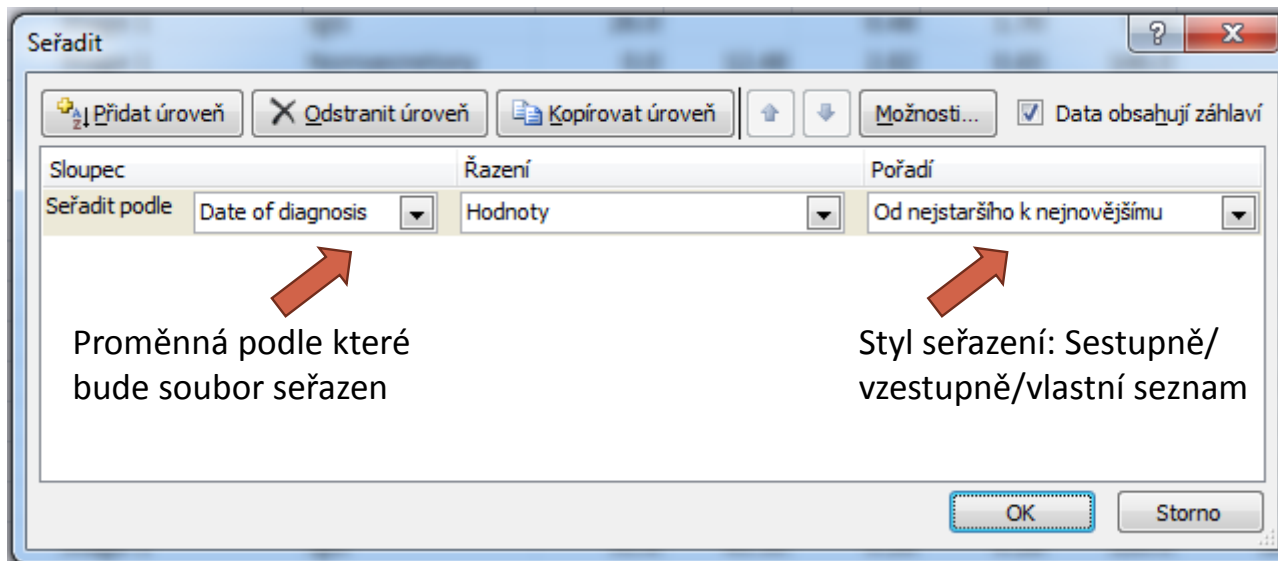 Seřadit
Přidat úroveň Odstranit úroveň Kopírovat úroveň Možnosti... Data obsahují záhlaví
Sloupec Řazení Pořadí
Seřadit podle Date of diagnosis Hodnoty Od nejstaršího k nejnovějšímu
Proměnná podle které
bude soubor seřazen
Styl seřazení: Sestupně/
vzestupně/vlastní seznam
OK Storno